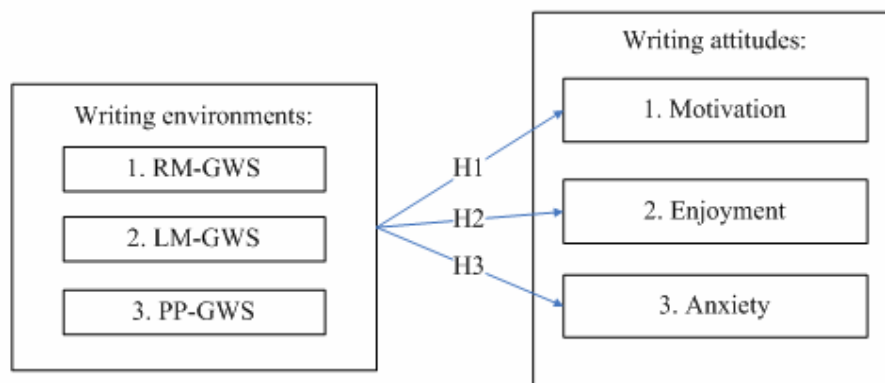 Writing environments:
1. RM-GWS
2. LM-GWS
3. PP-GWS
H1
H2
H3
Writing attitudes:
1. Motivation
2. Enjoyment
3. Anxiety